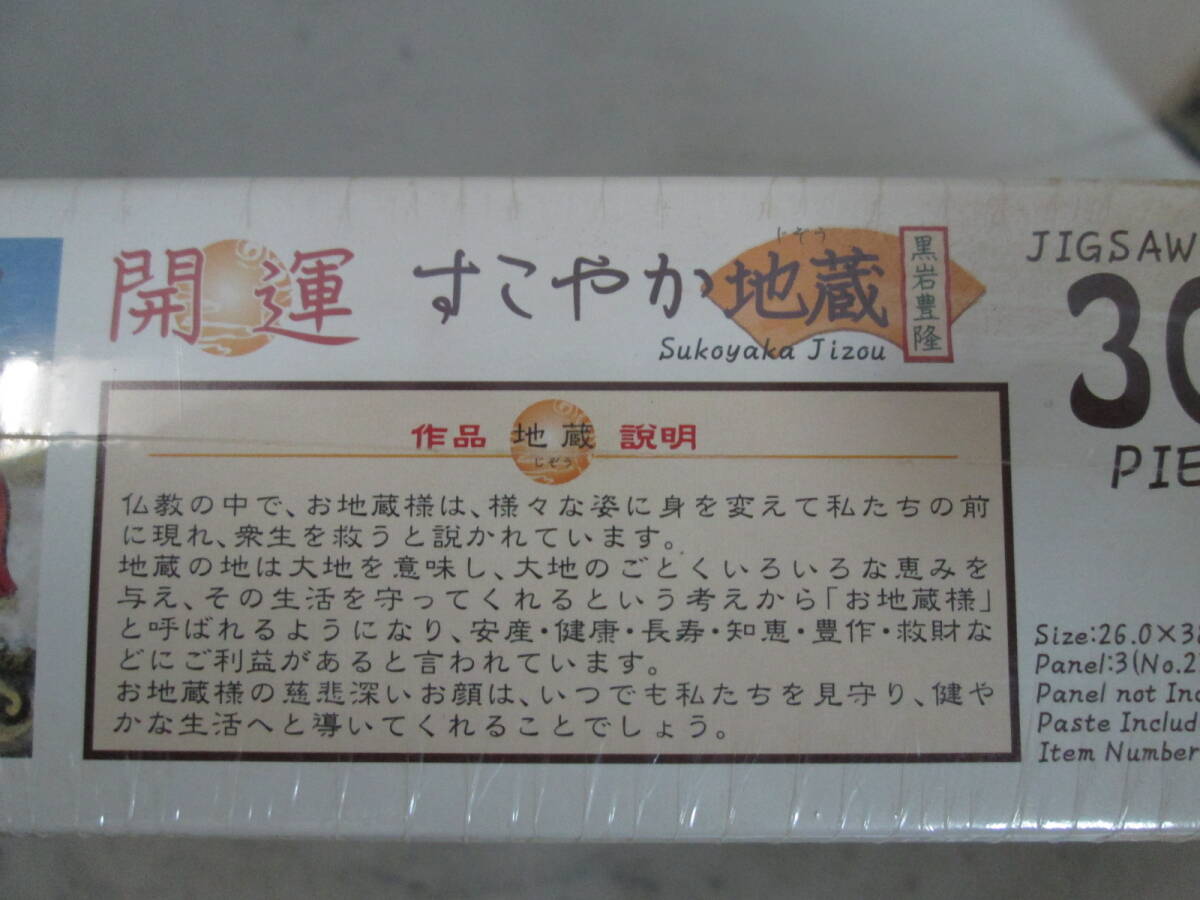 開運 すこやか地蔵
じぞう
黒岩豊隆
Sukoyaka Jizou
作品 地蔵 説明
じぞう
仏教の中で、お地蔵様は、様々な姿に身を変えて私たちの前
に現れ、衆生を救うと説かれています。
地蔵の地は大地を意味し、大地のごとくいろいろな恵みを
与え、その生活を守ってくれるという考えから「お地蔵様」
と呼ばれるようになり、安産・健康・長寿・知恵・豊作・救財な
どにご利益があると言われています。
お地蔵様の慈悲深いお顔は、いつでも私たちを見守り、健や
かな生活へと導いてくれることでしょう。
JIGSAW
30
PIE
Size:26.0×3
Panel:3(No.2
Panel not Inc
Paste Includ
Item Number